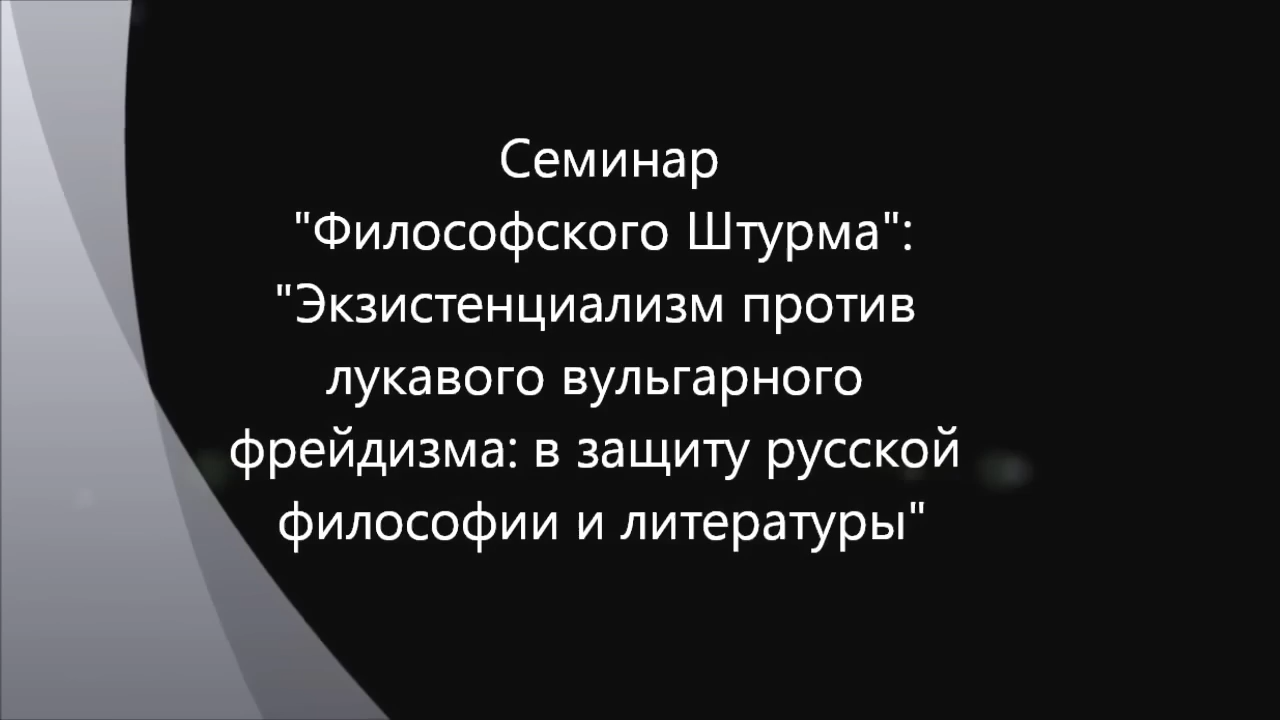 Семинар
"Философского Штурма":
"Экзистенциализм против
лукавого вульгарного
фрейдизма: в защиту русской
философии и литературы"